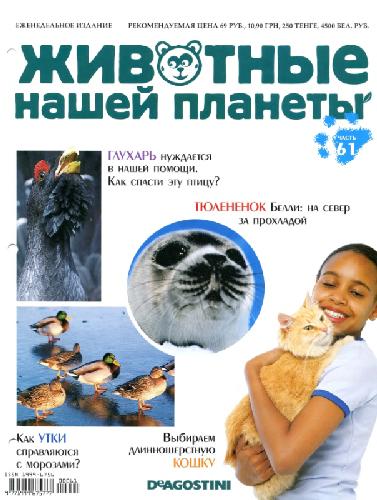 ЕЖЕНЕДЕЛЬНОЕ ИЗДАНИЕ
РЕКОМЕНДУЕМАЯ ЦЕНА 69 РУБ., 10,90 ГРН, 250 ТЕНГЕ, 4500 БЕЛ. РУБ.
ЖИВОТНЫЕ
НАШЕЙ ПЛАНЕТЫ
ЧАСТЬ
61
ГЛУХАРЬ НУЖДАЕТСЯ
В НАШЕЙ ПОМОЩИ.
КАК СПАСТИ ЭТУ ПТИЦУ?
ТЮЛЕНЕНОК БЕЛЛИ: НА СЕВЕР
ЗА ПРОХЛАДОЙ
КАК УТКИ
СПРАВЛЯЮТСЯ
С МОРОЗАМИ?
ВЫБИРАЕМ
ДЛИННОШЕРСТНУЮ
КОШКУ
00061
DEAGOSTINI